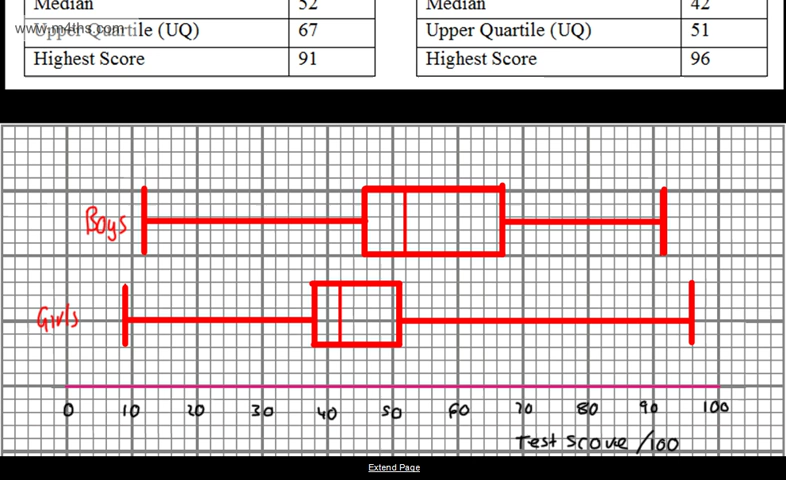 Median 52 Median 42
www.m4ths.com
Upper Quartile (UQ) 67 Upper Quartile (UQ) 51
Highest Score 91 Highest Score 96
Boys
Girls
0 10 20 30 40 50 60 70 80 90 100
Test Score /100
Extend Page